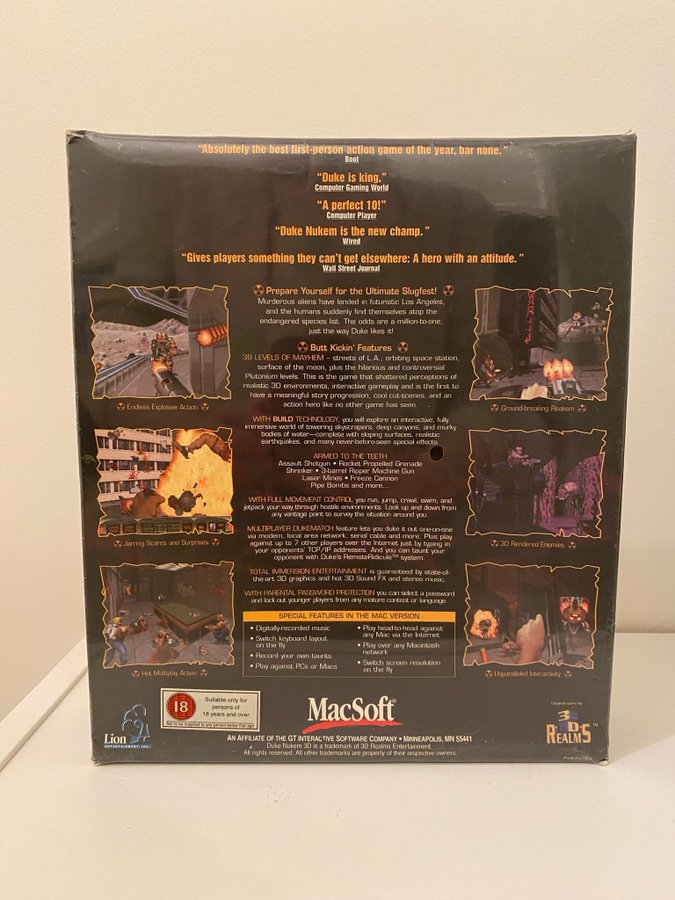 "Absolutely the best first-person action game of the year, bar none."
Boot
"Duke is king."
Computer Gaming World
"A perfect 10!"
Computer Player
"Duke Nukem is the new champ."
Wired
"Gives players something they can't get elsewhere: A hero with an attitude."
Wall Street Journal
Prepare Yourself for the Ultimate Slugfest!
Murderous aliens have landed in futuristic Los Angeles,
and the humans suddenly find themselves atop the
endangered species list. The odds are a million-to-one,
just the way Duke likes it!
Butt Kickin' Features
39 LEVELS OF MAYHEM – streets of L.A., orbiting space station,
surface of the moon, plus the hilarious and controversial
Plutonium levels. This is the game that shattered perceptions of
realistic 3D environments, interactive gameplay and is the first to
have a meaningful story progression, cool cut-scenes, and an
action hero like no other game has seen.
WITH BUILD TECHNOLOGY, you will explore an interactive, fully
immersive world of towering skyscrapers, deep canyons, and murky
bodies of water—complete with sloping surfaces, realistic
earthquakes, and many never-before-seen special effects.
ARMED TO THE TEETH
Assault Shotgun • Rocket Propelled Grenade
Shrinker • 3-barrel Ripper Machine Gun
Laser Mines • Freeze Cannon
Pipe Bombs and more...
WITH FULL MOVEMENT CONTROL you run, jump, crawl, swim, and
jetpack your way through hostile environments. Look up and down from
any vantage point to survey the situation around you.
MULTIPLAYER DUKEMATCH feature lets you duke it out one-on-one
via modem, local area network, serial cable and more. Plus play
against up to 7 other players over the Internet just by typing in
your opponents' TCP/IP addresses. And you can taunt your
opponent with Duke's RemoteRidicule™ system.
TOTAL IMMERSION ENTERTAINMENT is guaranteed by state-of-
the-art 3D graphics and hot 3D Sound FX and stereo music.
WITH PARENTAL PASSWORD PROTECTION you can select a password
and lock out younger players from any mature content or language.
Endless Explosive Action
Jarring Scares and Surprises
Hot Multiplay Action
Ground-breaking Realism
3D Rendered Enemies
Unparalleled Interactivity
SPECIAL FEATURES IN THE MAC VERSION
• Digitally-recorded music
• Switch keyboard layout
on the fly
• Record your own taunts
• Play against PCs or Macs
• Play head-to-head against
any Mac via the Internet
• Play over any Macintosh
network
• Switch screen resolution
on the fly
Lion
ENTERTAINMENT, INC.
18
Suitable only for
persons of
18 years and over
Not to be supplied to any person below that age
MacSoft®
AN AFFILIATE OF THE GT INTERACTIVE SOFTWARE COMPANY • MINNEAPOLIS, MN 55441
Duke Nukem 3D is a trademark of 3D Realms Entertainment.
All rights reserved. All other trademarks are property of their respective owners.
Original game by
3D
REALMS™